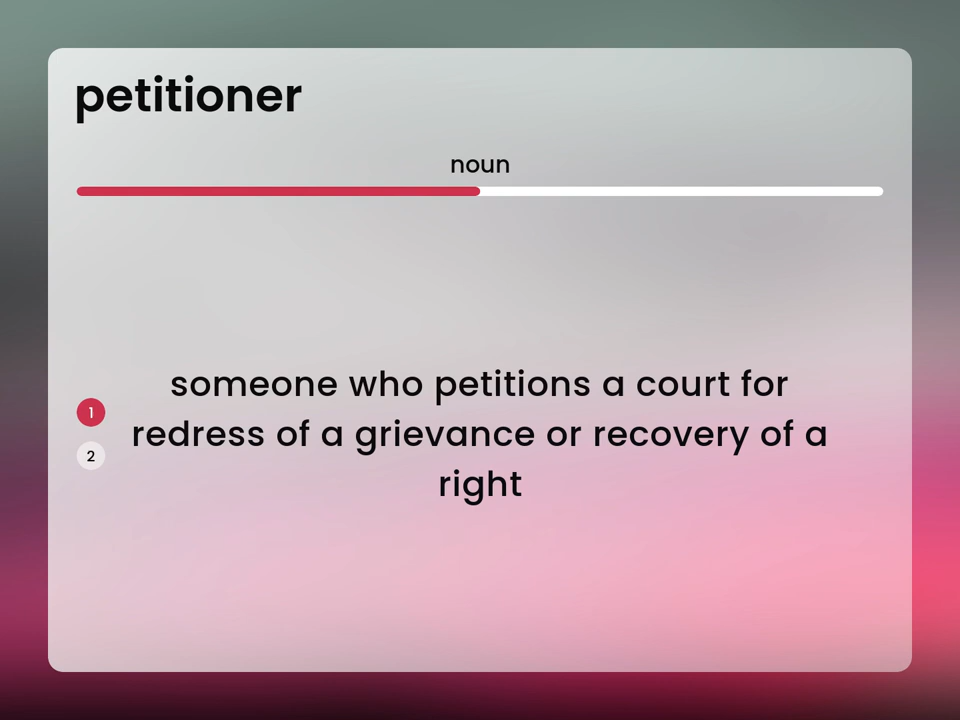 petitioner
noun
someone who petitions a court for
1
redress of a grievance or recovery of a
2
right